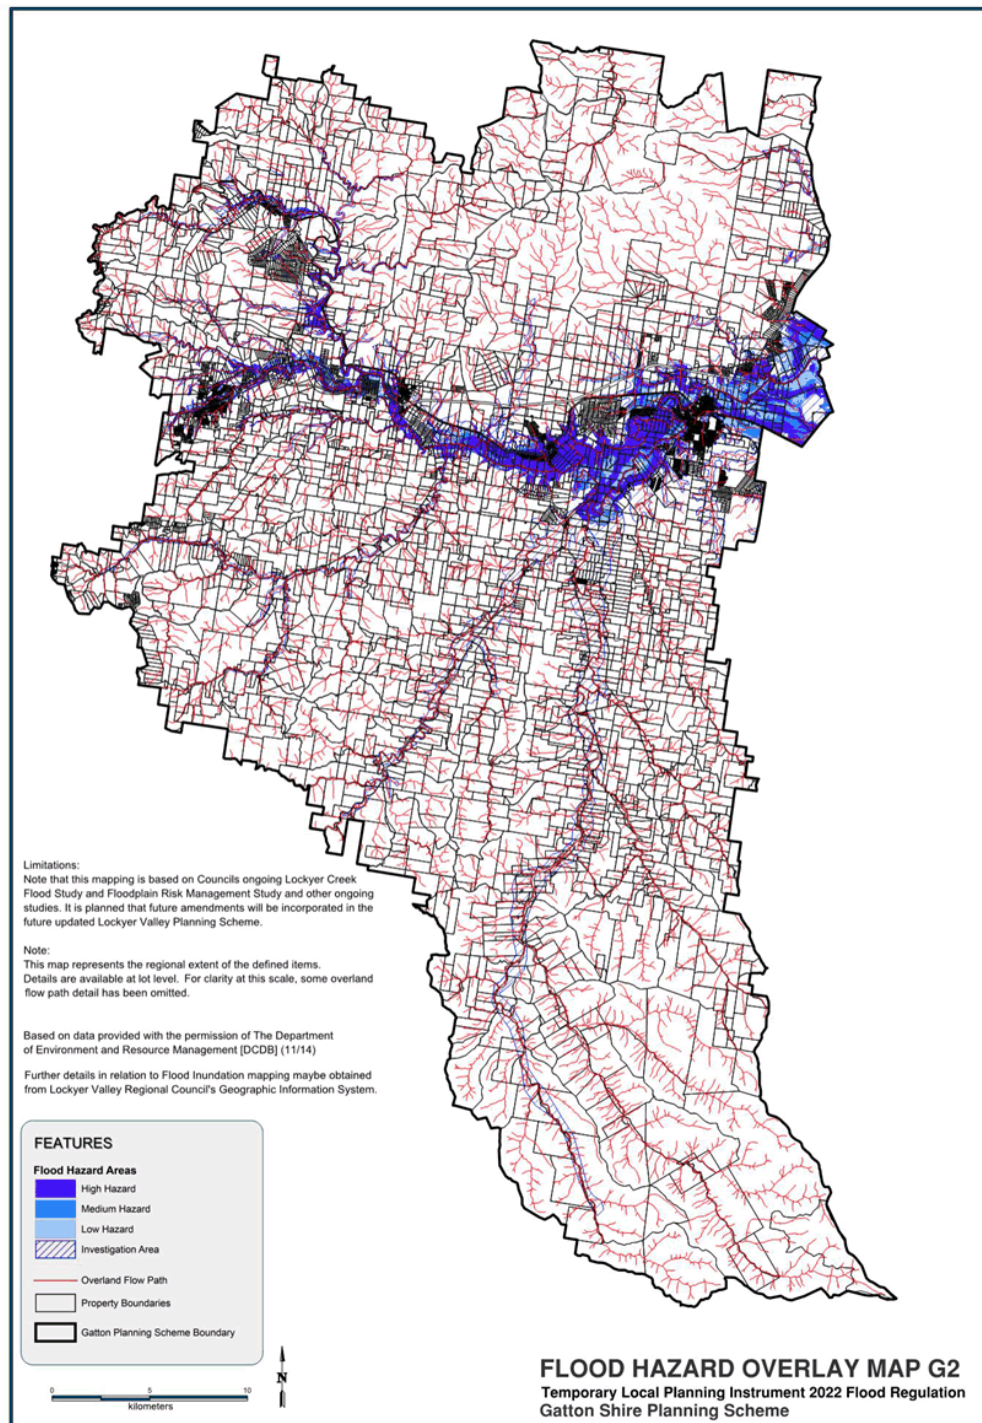 Limitations:
Note that this mapping is based on Councils ongoing Lockyer Creek
Flood Study and Floodplain Risk Management Study and other ongoing
studies. It is planned that future amendments will be incorporated in the
future updated Lockyer Valley Planning Scheme.
Note:
This map represents the regional extent of the defined items.
Details are available at lot level. For clarity at this scale, some overland
flow path detail has been omitted.
Based on data provided with the permission of The Department
of Environment and Resource Management [DCDB] (11/14)
Further details in relation to Flood Inundation mapping maybe obtained
from Lockyer Valley Regional Council's Geographic Information System.
FEATURES
Flood Hazard Areas
High Hazard
Medium Hazard
Low Hazard
Investigation Area
Overland Flow Path
Property Boundaries
Gatton Planning Scheme Boundary
0 5 10
kilometers
N
FLOOD HAZARD OVERLAY MAP G2
Temporary Local Planning Instrument 2022 Flood Regulation
Gatton Shire Planning Scheme